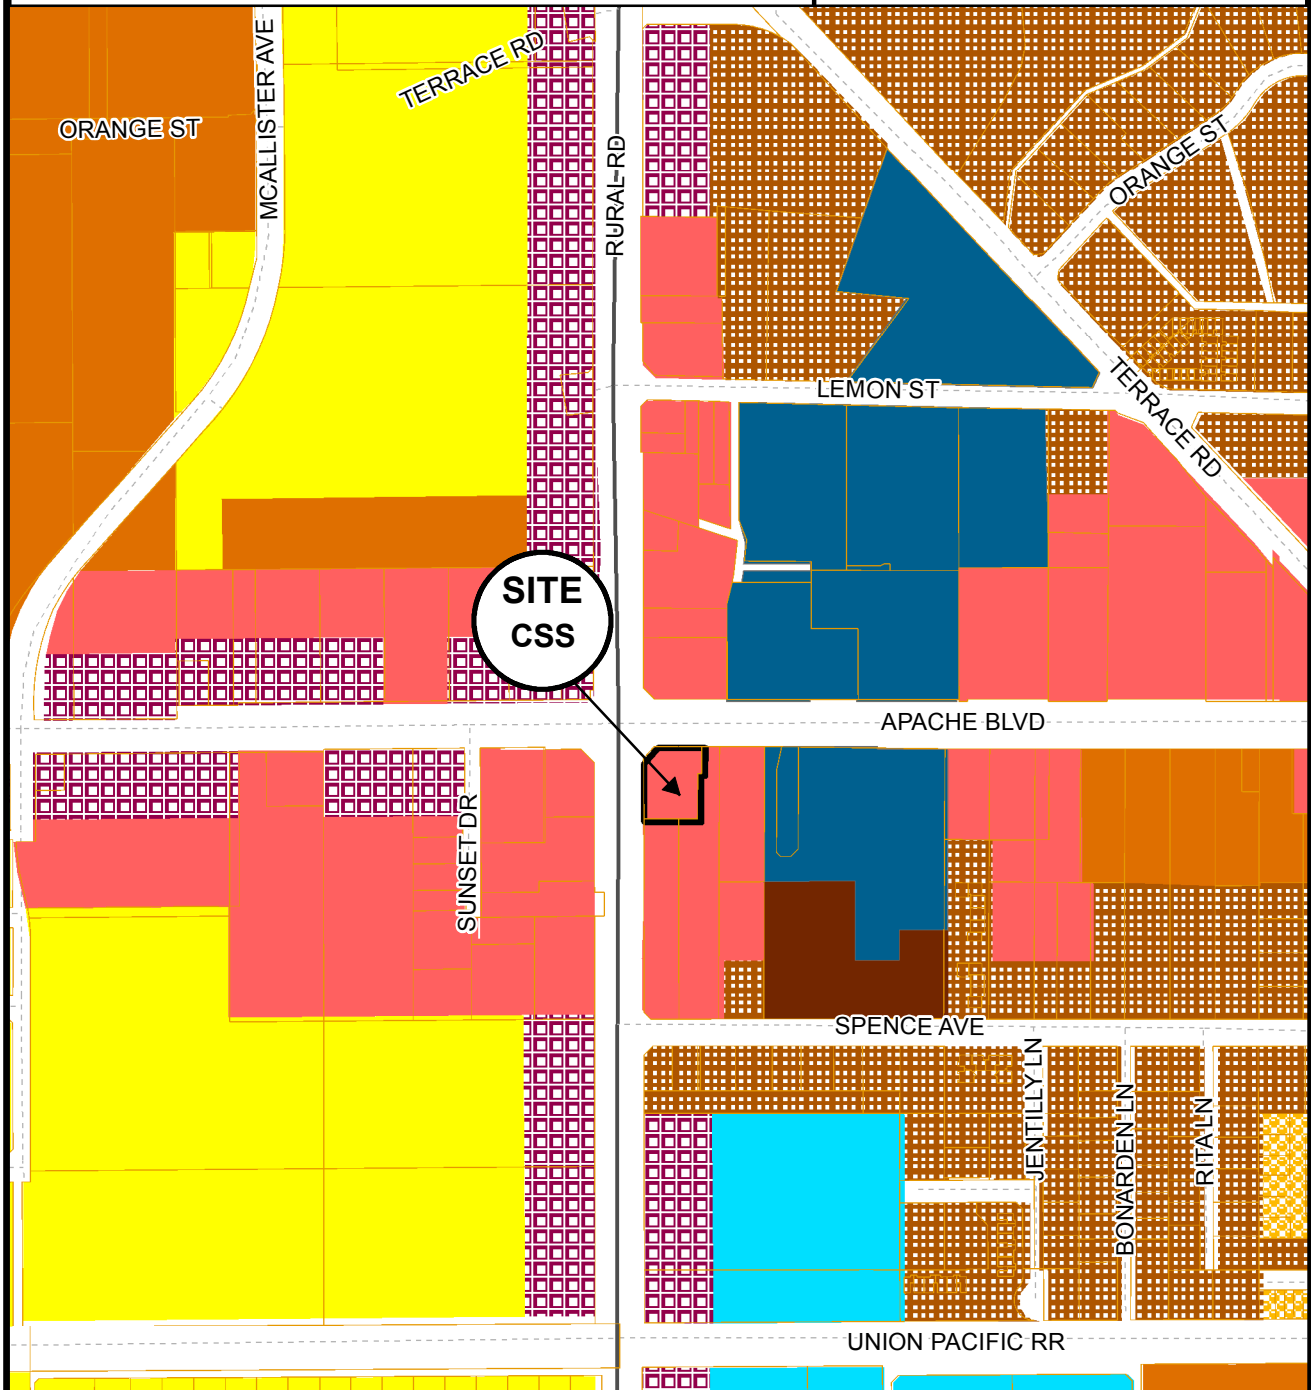 MCALLISTER AVE
TERRACE RD
ORANGE ST
RURAL RD
ORANGE ST
LEMON ST
TERRACE RD
SITE
CSS
APACHE BLVD
SUNSET DR
SPENCE AVE
JENTILLY LN
BONARDEN LN
RITA LN
UNION PACIFIC RR